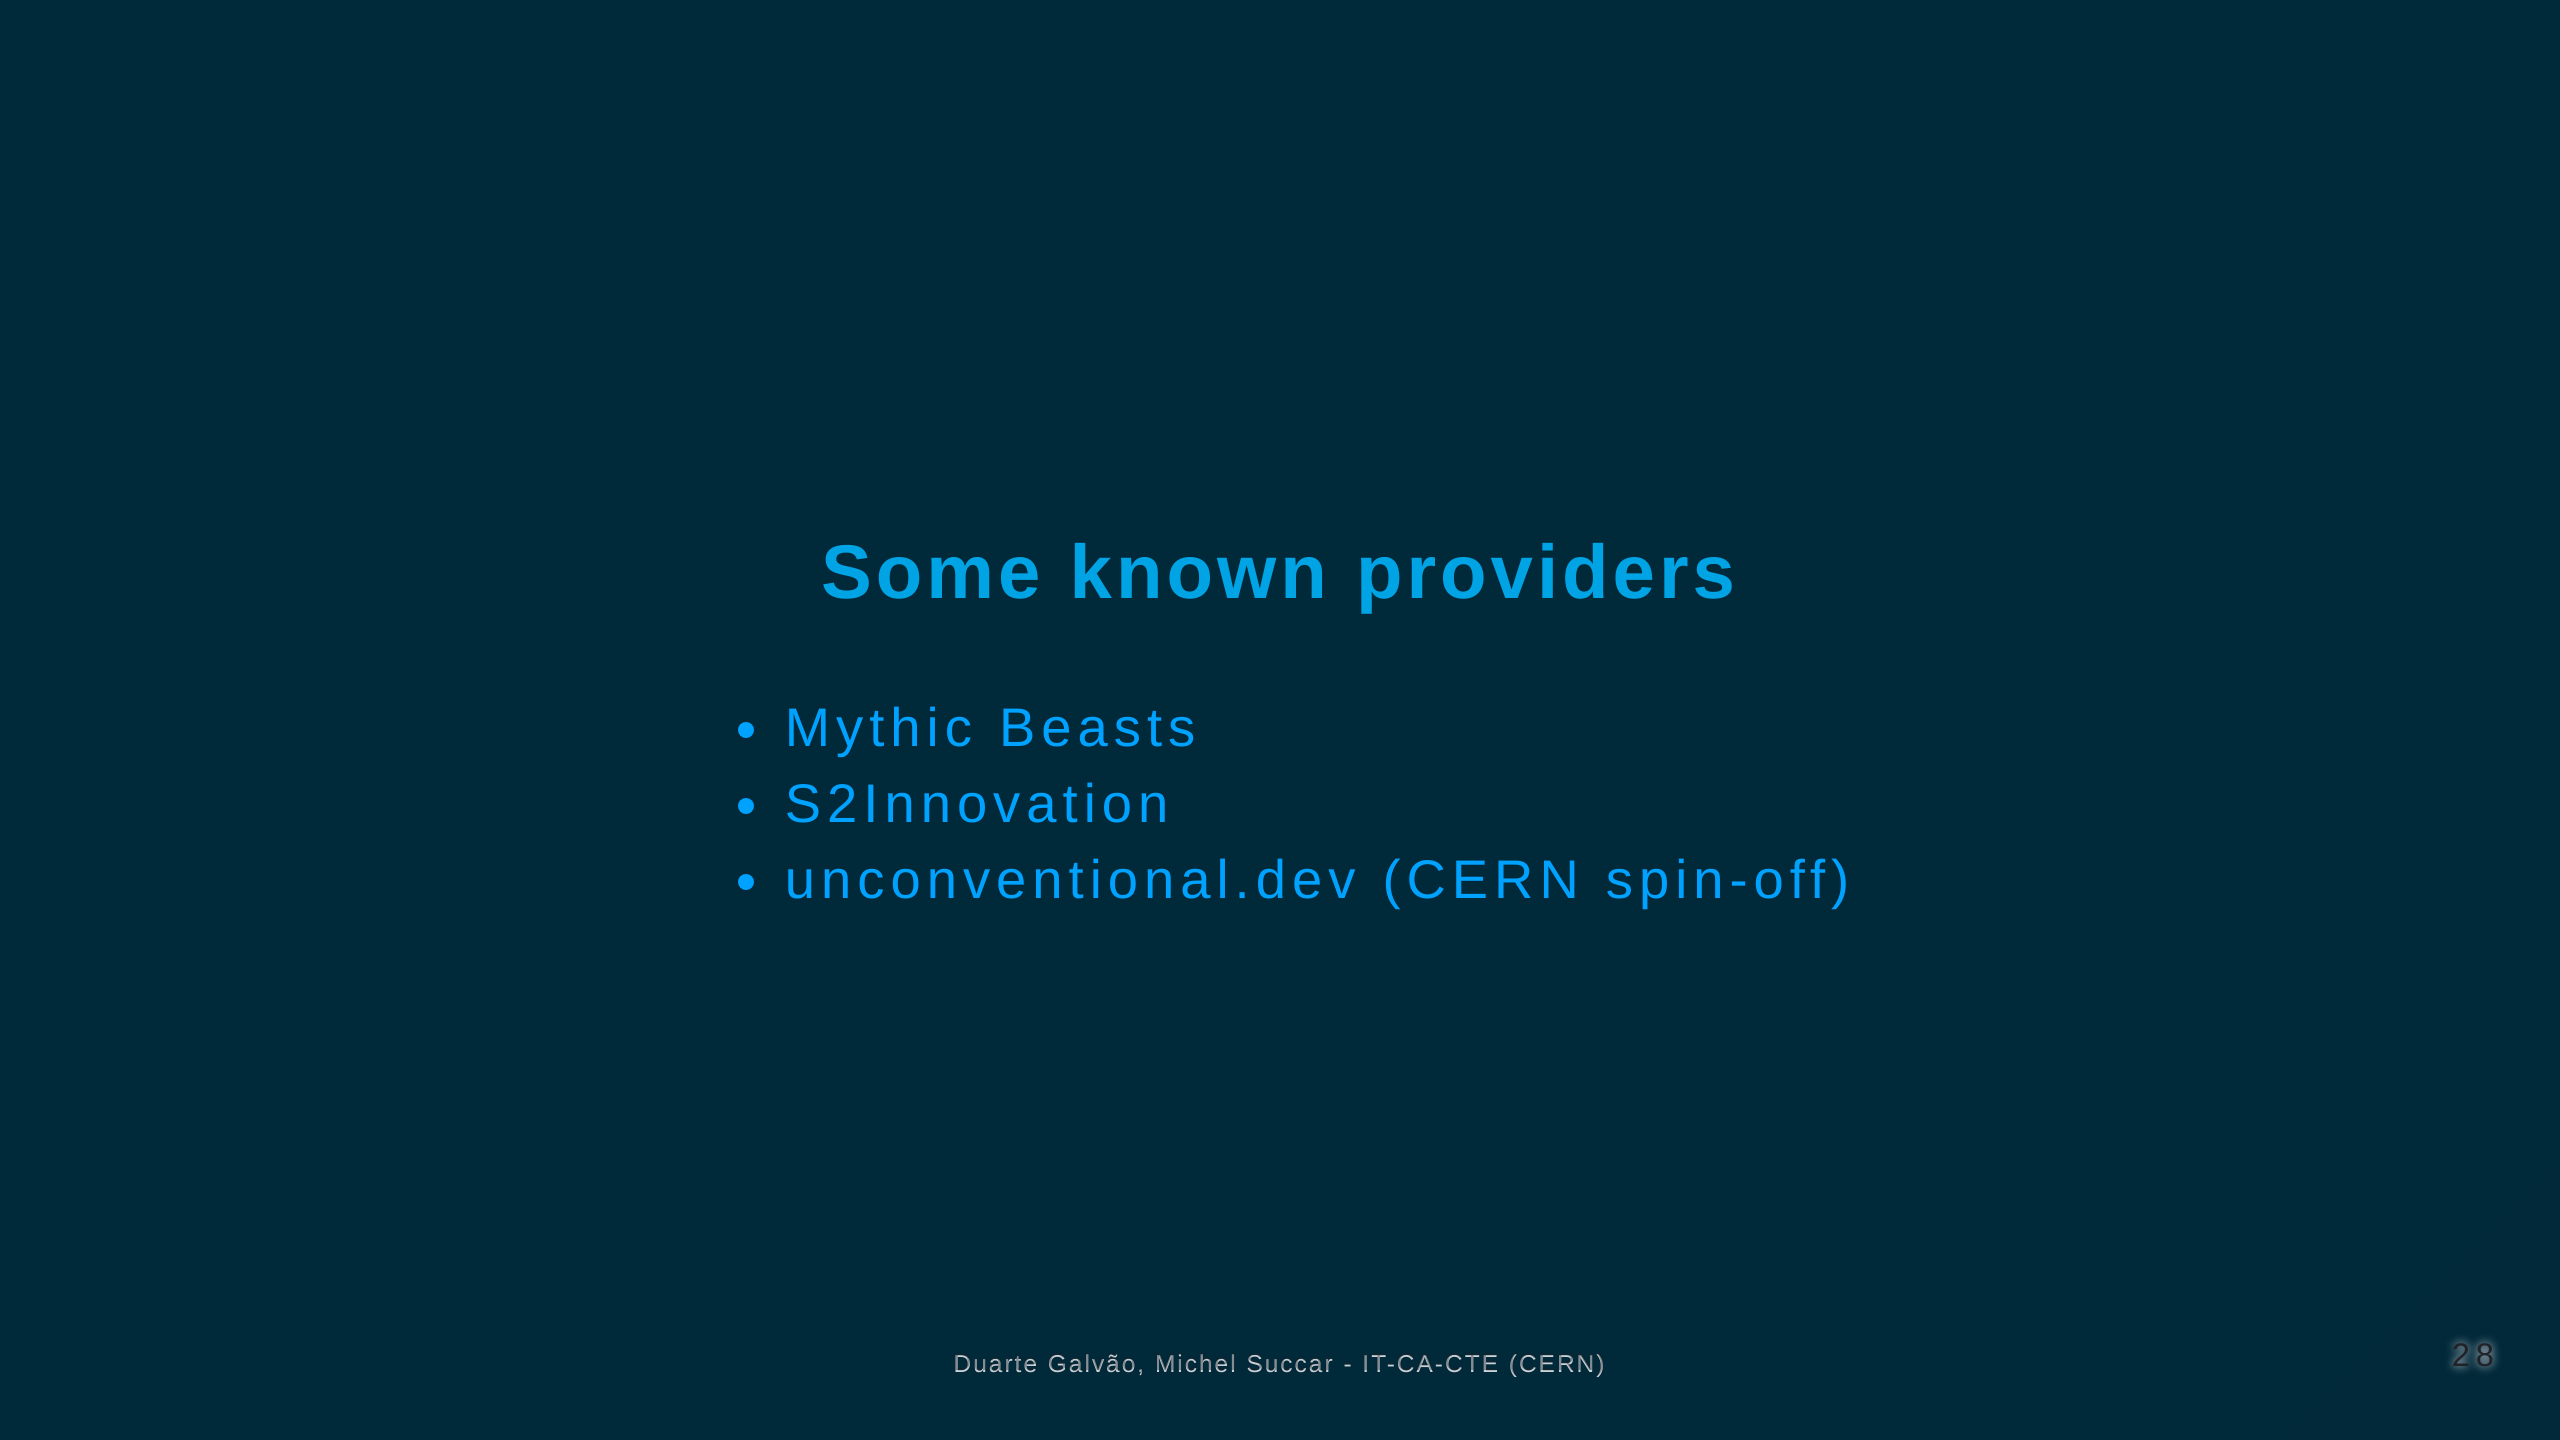 Some known providers
• Mythic Beasts
• S2Innovation
• unconventional.dev (CERN spin-off)
Duarte Galvão, Michel Succar - IT-CA-CTE (CERN)
28